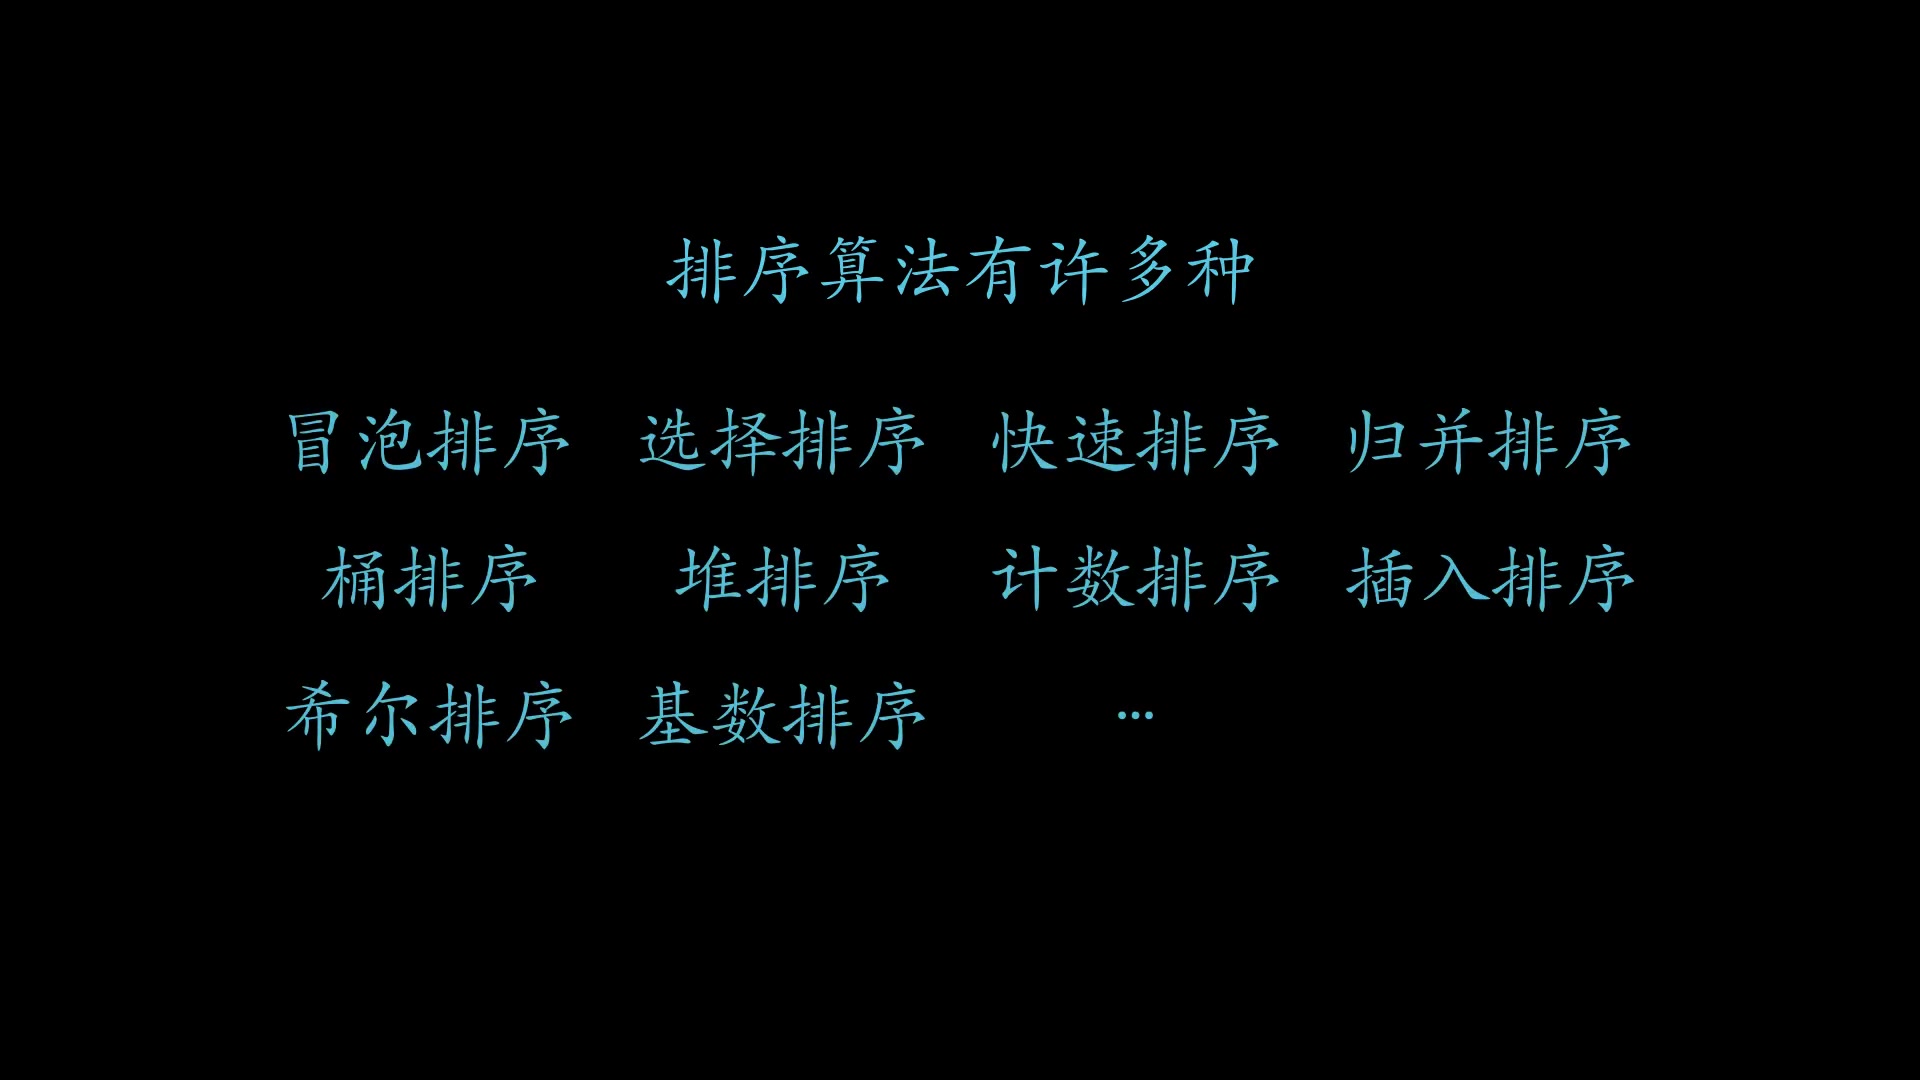 排序算法有许多种
冒泡排序 选择排序 快速排序 归并排序
桶排序 堆排序 计数排序 插入排序
希尔排序 基数排序 …